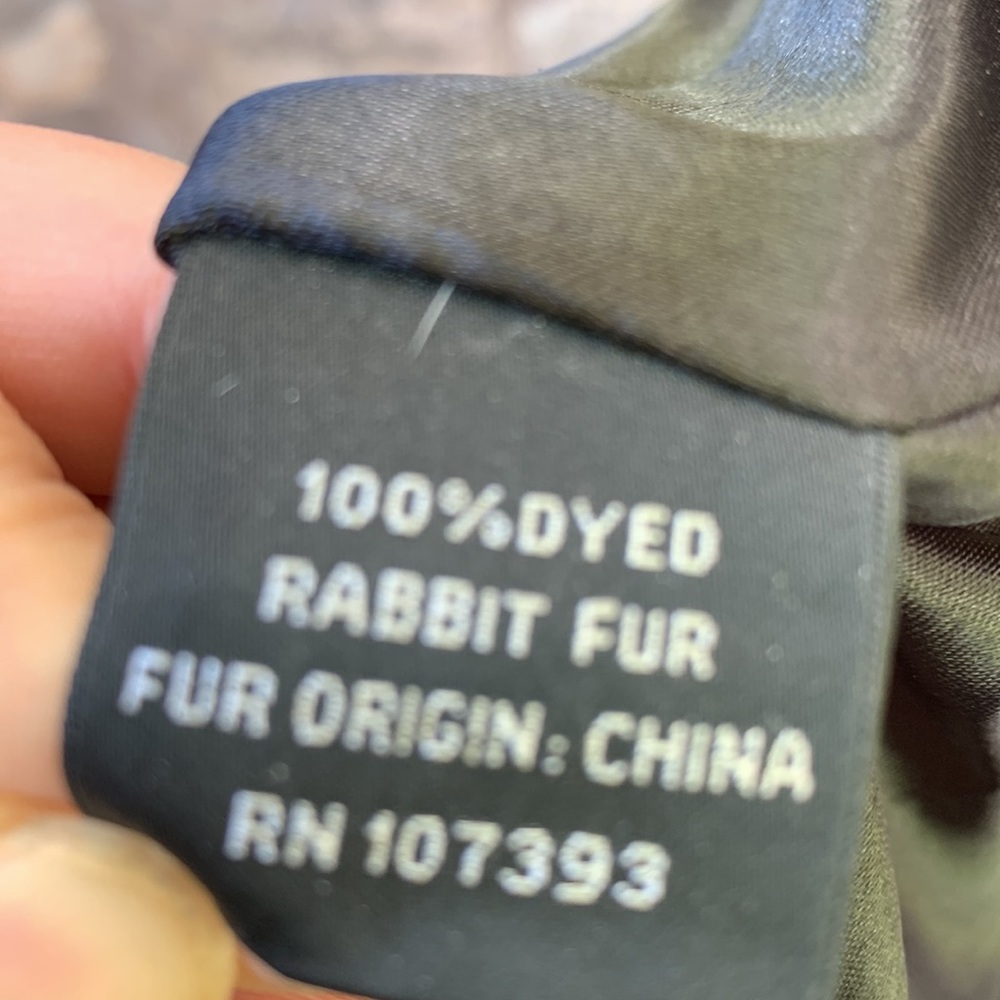 100%DYED
RABBIT FUR
FUR ORIGIN: CHINA
RN 107393